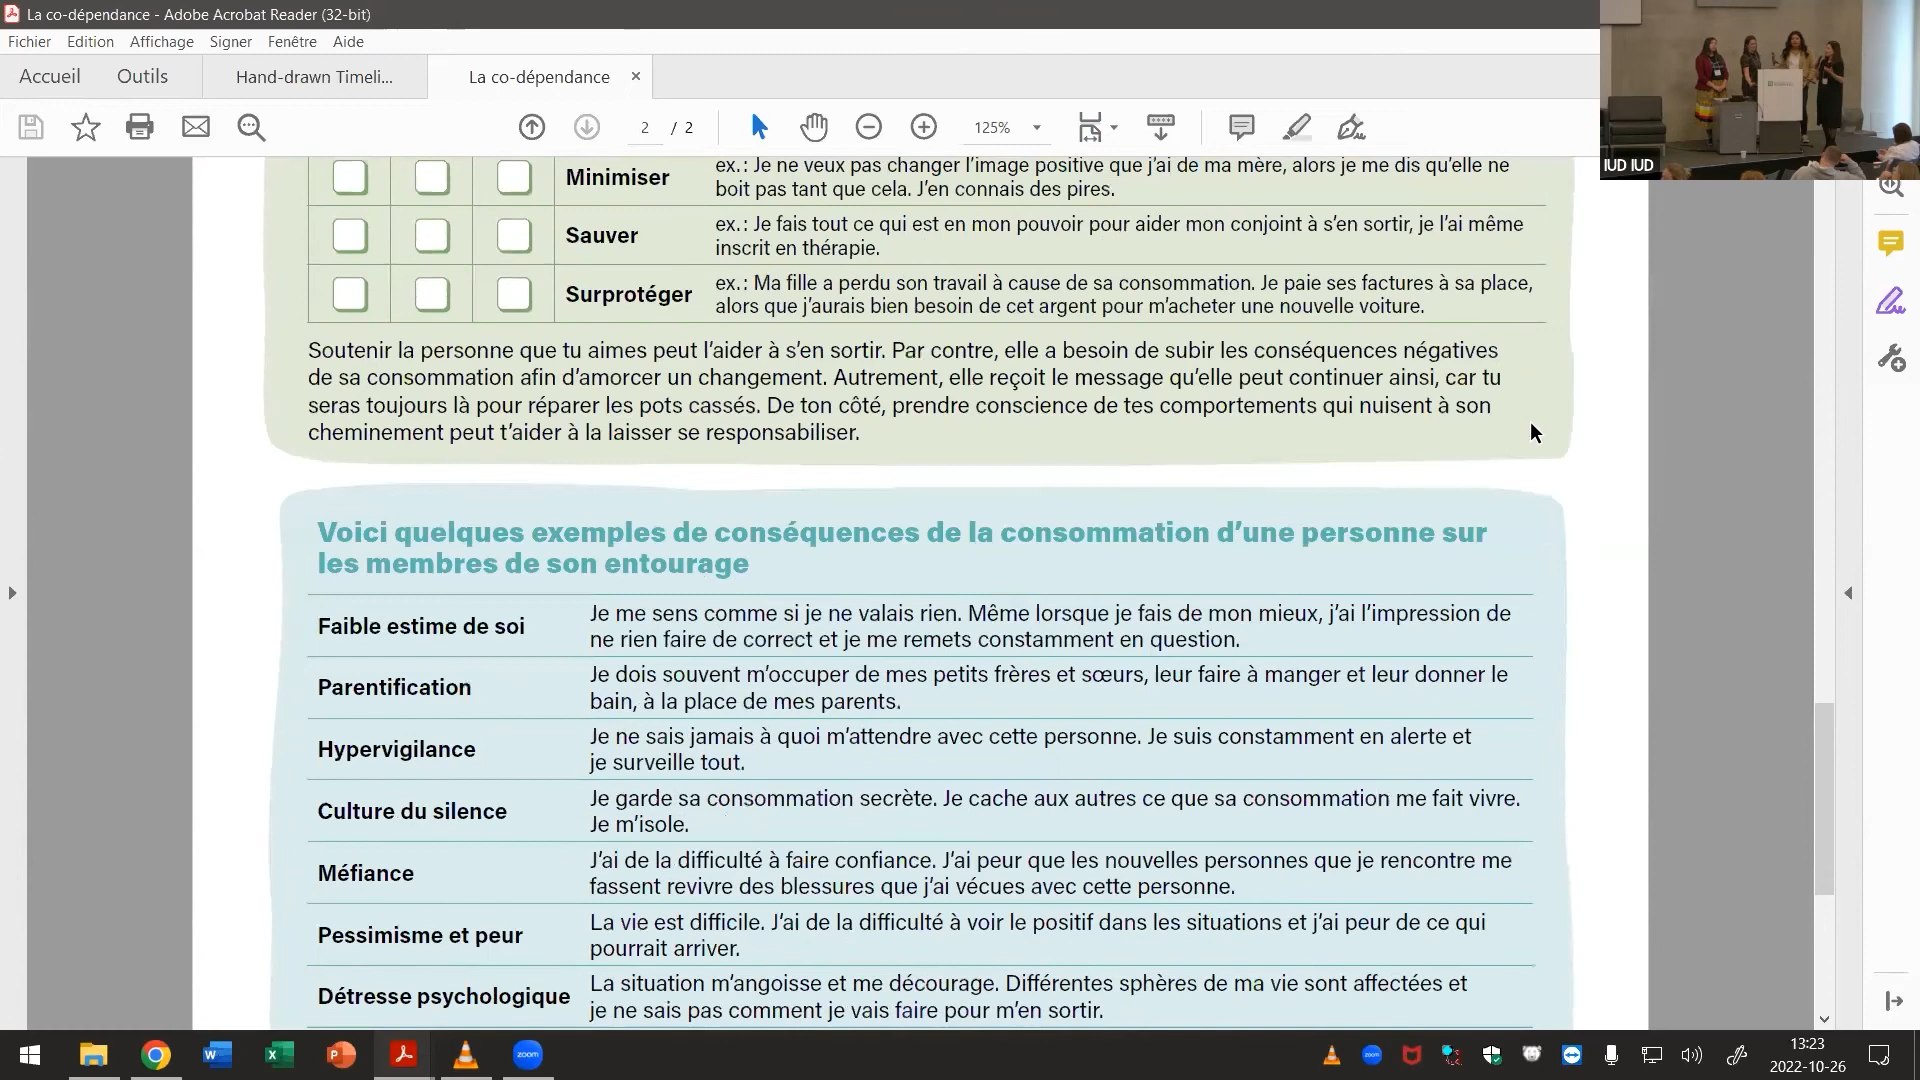 La co-dépendance - Adobe Acrobat Reader (32-bit)
Fichier Edition Affichage Signer Fenêtre Aide
Accueil Outils Hand-drawn Timeli... La co-dépendance
2 / 2 125%
IUD IUD
Minimiser
ex.: Je ne veux pas changer l'image positive que j'ai de ma mère, alors je me dis qu'elle ne
boit pas tant que cela. J'en connais des pires.
Sauver
ex.: Je fais tout ce qui est en mon pouvoir pour aider mon conjoint à s'en sortir, je l'ai même
inscrit en thérapie.
Surprotéger
ex.: Ma fille a perdu son travail à cause de sa consommation. Je paie ses factures à sa place,
alors que j'aurais bien besoin de cet argent pour m'acheter une nouvelle voiture.
Soutenir la personne que tu aimes peut l'aider à s'en sortir. Par contre, elle a besoin de subir les conséquences négatives
de sa consommation afin d'amorcer un changement. Autrement, elle reçoit le message qu'elle peut continuer ainsi, car tu
seras toujours là pour réparer les pots cassés. De ton côté, prendre conscience de tes comportements qui nuisent à son
cheminement peut t'aider à la laisser se responsabiliser.
Voici quelques exemples de conséquences de la consommation d'une personne sur
les membres de son entourage
Faible estime de soi
Je me sens comme si je ne valais rien. Même lorsque je fais de mon mieux, j'ai l'impression de
ne rien faire de correct et je me remets constamment en question.
Parentification
Je dois souvent m'occuper de mes petits frères et sœurs, leur faire à manger et leur donner le
bain, à la place de mes parents.
Hypervigilance
Je ne sais jamais à quoi m'attendre avec cette personne. Je suis constamment en alerte et
je surveille tout.
Culture du silence
Je garde sa consommation secrète. Je cache aux autres ce que sa consommation me fait vivre.
Je m'isole.
Méfiance
J'ai de la difficulté à faire confiance. J'ai peur que les nouvelles personnes que je rencontre me
fassent revivre des blessures que j'ai vécues avec cette personne.
Pessimisme et peur
La vie est difficile. J'ai de la difficulté à voir le positif dans les situations et j'ai peur de ce qui
pourrait arriver.
Détresse psychologique
La situation m'angoisse et me décourage. Différentes sphères de ma vie sont affectées et
je ne sais pas comment je vais faire pour m'en sortir.
zoom
13:23
2022-10-26